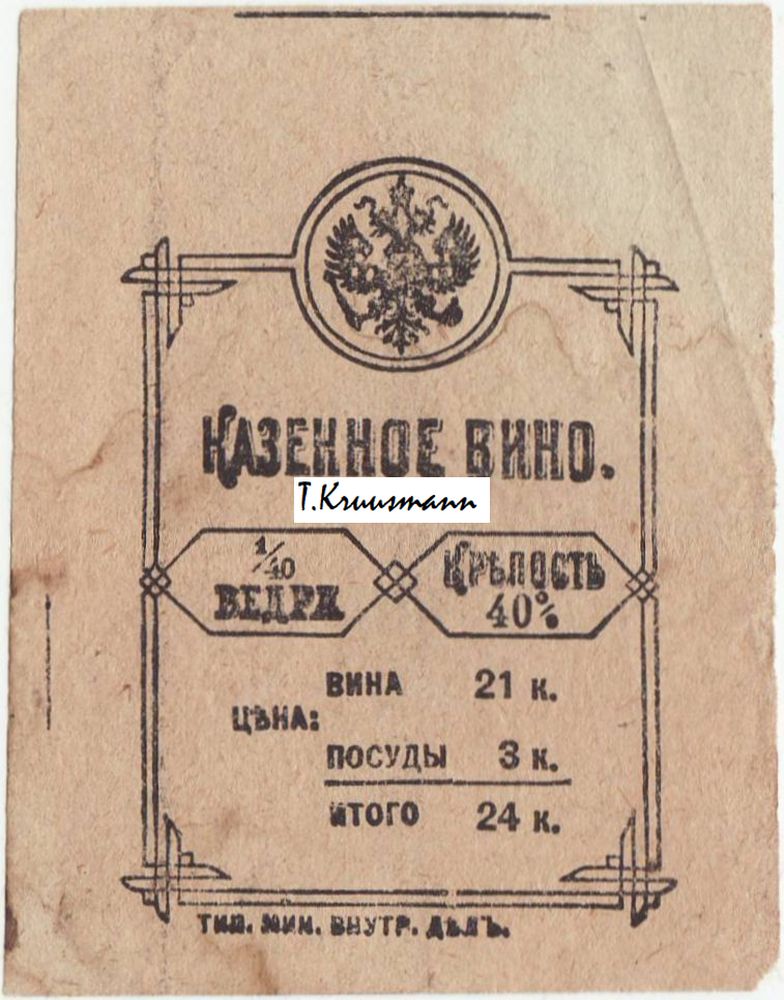 КАЗЕННОЕ ВИНО.
T.Kruusmann
1/40
ВЕДРА
КРѢПОСТЬ
40%
ЦѢНА:
ВИНА 21 к.
ПОСУДЫ 3 к.
ИТОГО 24 к.
ТИП. МИН. ВНУТР. ДѢЛЪ.